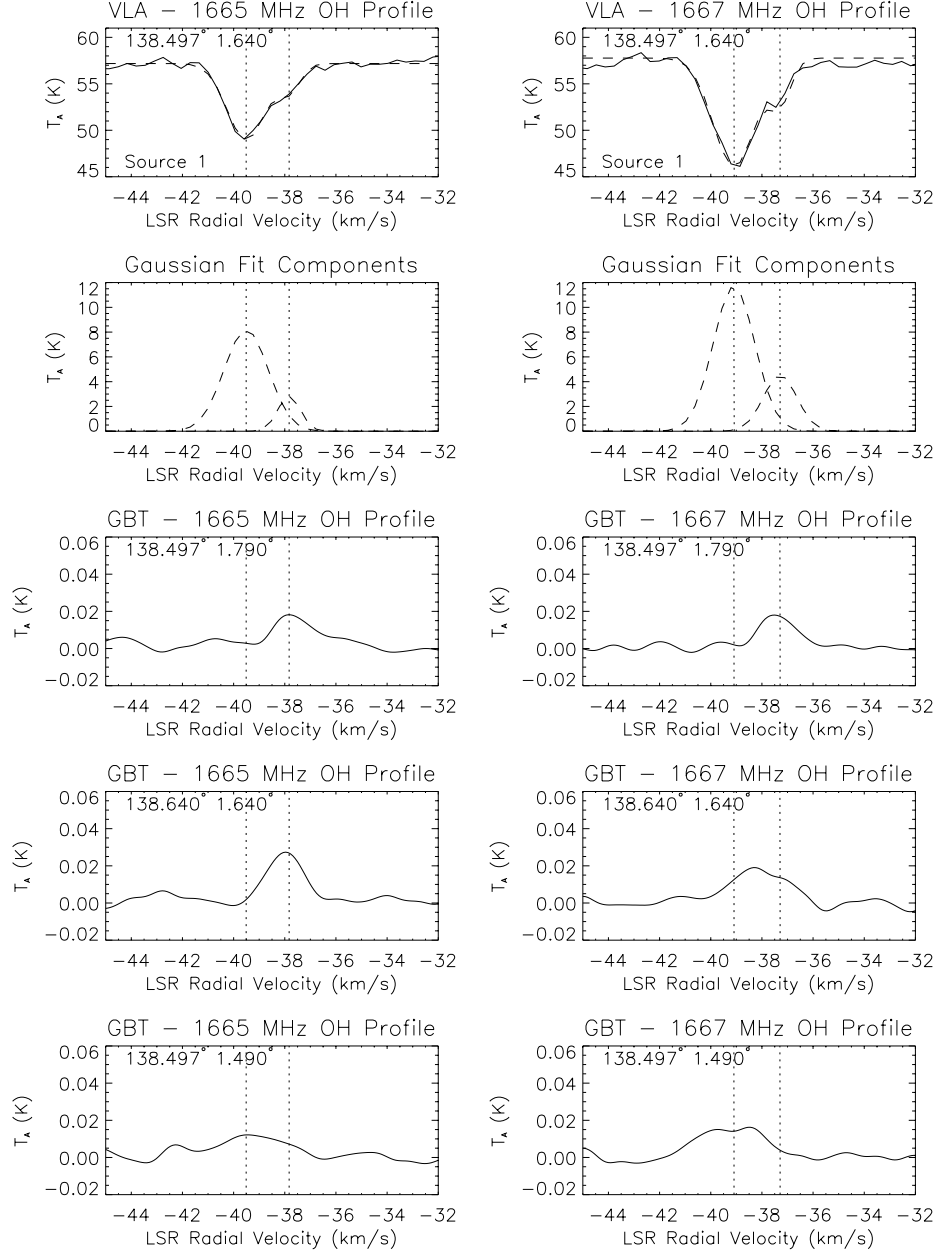 VLA - 1665 MHz OH Profile
138.497° 1.640°
60
55
50
45
T_A (K)
Source 1
-44 -42 -40 -38 -36 -34 -32
LSR Radial Velocity (km/s)
VLA - 1667 MHz OH Profile
138.497° 1.640°
60
55
50
45
T_A (K)
Source 1
-44 -42 -40 -38 -36 -34 -32
LSR Radial Velocity (km/s)
Gaussian Fit Components
12
10
8
6
4
2
0
T_A (K)
-44 -42 -40 -38 -36 -34 -32
LSR Radial Velocity (km/s)
Gaussian Fit Components
12
10
8
6
4
2
0
T_A (K)
-44 -42 -40 -38 -36 -34 -32
LSR Radial Velocity (km/s)
GBT - 1665 MHz OH Profile
138.497° 1.790°
0.06
0.04
0.02
0.00
-0.02
T_A (K)
-44 -42 -40 -38 -36 -34 -32
LSR Radial Velocity (km/s)
GBT - 1667 MHz OH Profile
138.497° 1.790°
0.06
0.04
0.02
0.00
-0.02
T_A (K)
-44 -42 -40 -38 -36 -34 -32
LSR Radial Velocity (km/s)
GBT - 1665 MHz OH Profile
138.640° 1.640°
0.06
0.04
0.02
0.00
-0.02
T_A (K)
-44 -42 -40 -38 -36 -34 -32
LSR Radial Velocity (km/s)
GBT - 1667 MHz OH Profile
138.640° 1.640°
0.06
0.04
0.02
0.00
-0.02
T_A (K)
-44 -42 -40 -38 -36 -34 -32
LSR Radial Velocity (km/s)
GBT - 1665 MHz OH Profile
138.497° 1.490°
0.06
0.04
0.02
0.00
-0.02
T_A (K)
-44 -42 -40 -38 -36 -34 -32
LSR Radial Velocity (km/s)
GBT - 1667 MHz OH Profile
138.497° 1.490°
0.06
0.04
0.02
0.00
-0.02
T_A (K)
-44 -42 -40 -38 -36 -34 -32
LSR Radial Velocity (km/s)